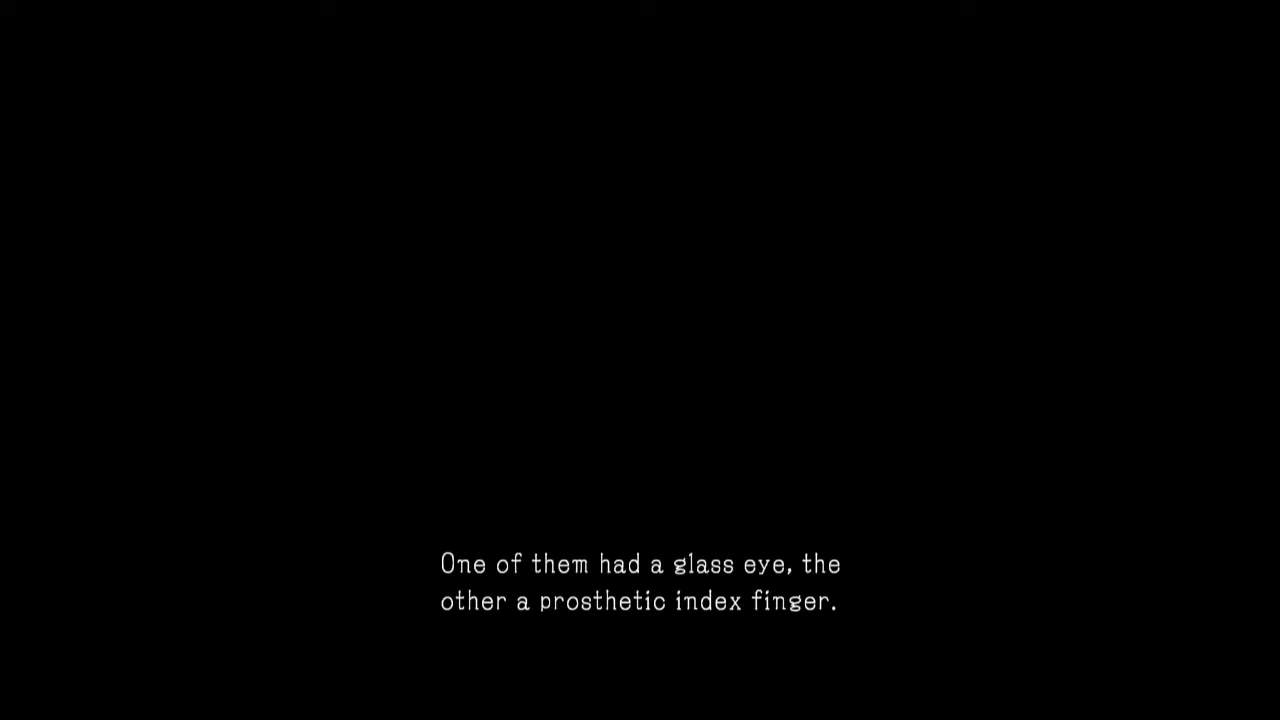 One of them had a glass eye, the
other a prosthetic index finger.